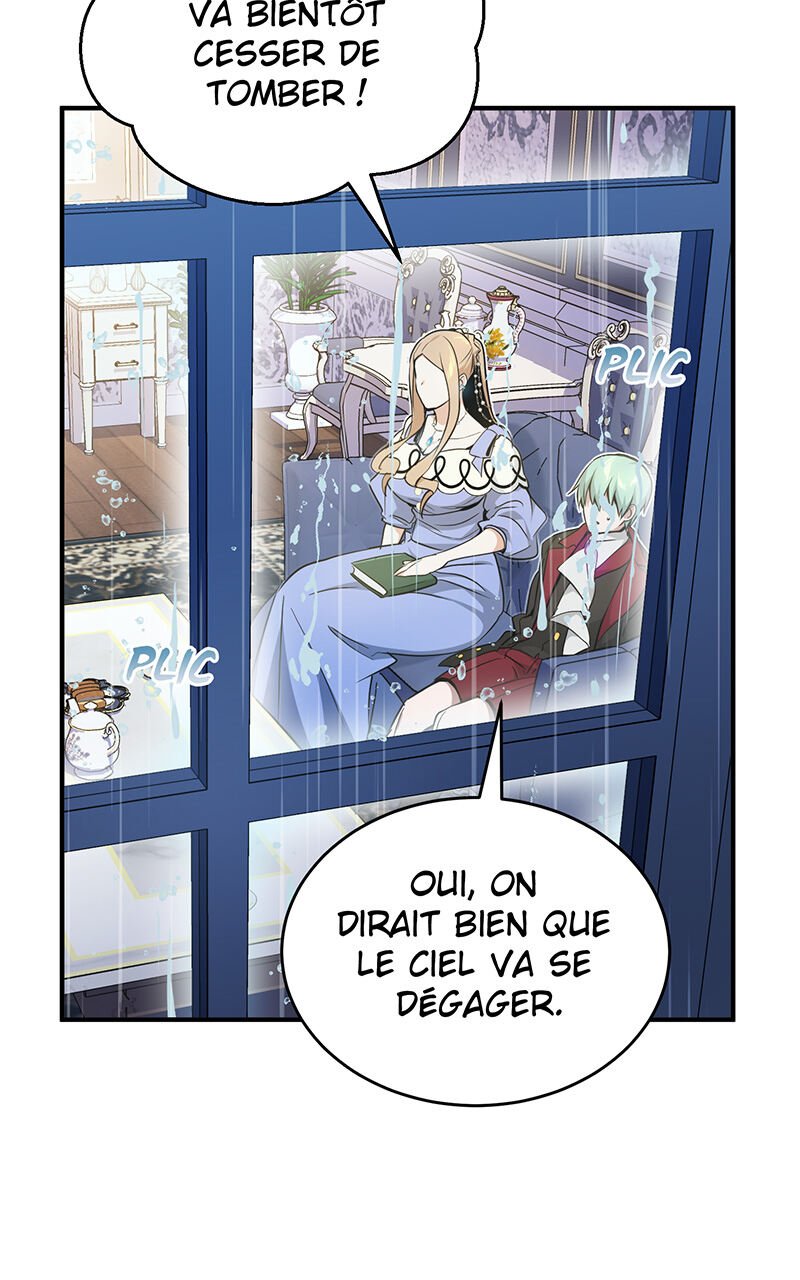 VA BIENTÔT
CESSER DE
TOMBER !
PLIC
PLIC
OUI, ON
DIRAIT BIEN QUE
LE CIEL VA SE
DÉGAGER.